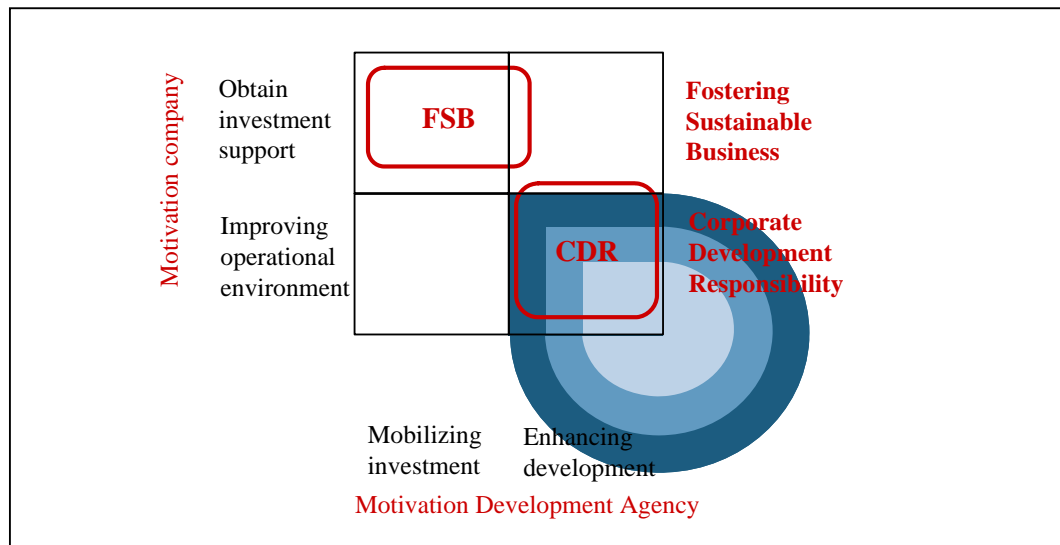 Motivation company
Obtain
investment
support
FSB
Fostering
Sustainable
Business
Improving
operational
environment
CDR
Corporate
Development
Responsibility
Mobilizing
investment
Enhancing
development
Motivation Development Agency